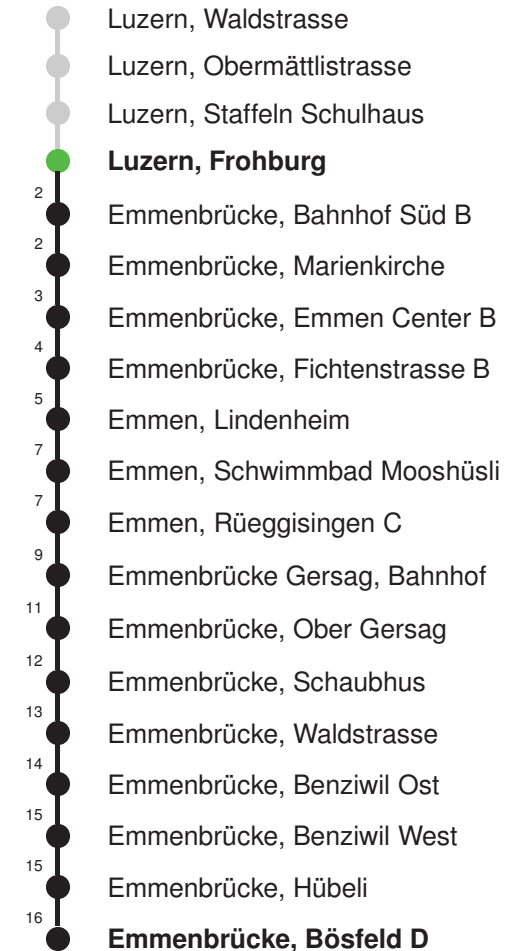 Luzern, Waldstrasse
Luzern, Obermättlistrasse
Luzern, Staffeln Schulhaus
Luzern, Frohburg
2
Emmenbrücke, Bahnhof Süd B
2
Emmenbrücke, Marienkirche
3
Emmenbrücke, Emmen Center B
4
Emmenbrücke, Fichtenstrasse B
5
Emmen, Lindenheim
7
Emmen, Schwimmbad Mooshüsli
7
Emmen, Rüeggisingen C
9
Emmenbrücke Gersag, Bahnhof
11
Emmenbrücke, Ober Gersag
12
Emmenbrücke, Schaubhus
13
Emmenbrücke, Waldstrasse
14
Emmenbrücke, Benziwil Ost
15
Emmenbrücke, Benziwil West
15
Emmenbrücke, Hübeli
16
Emmenbrücke, Bösfeld D